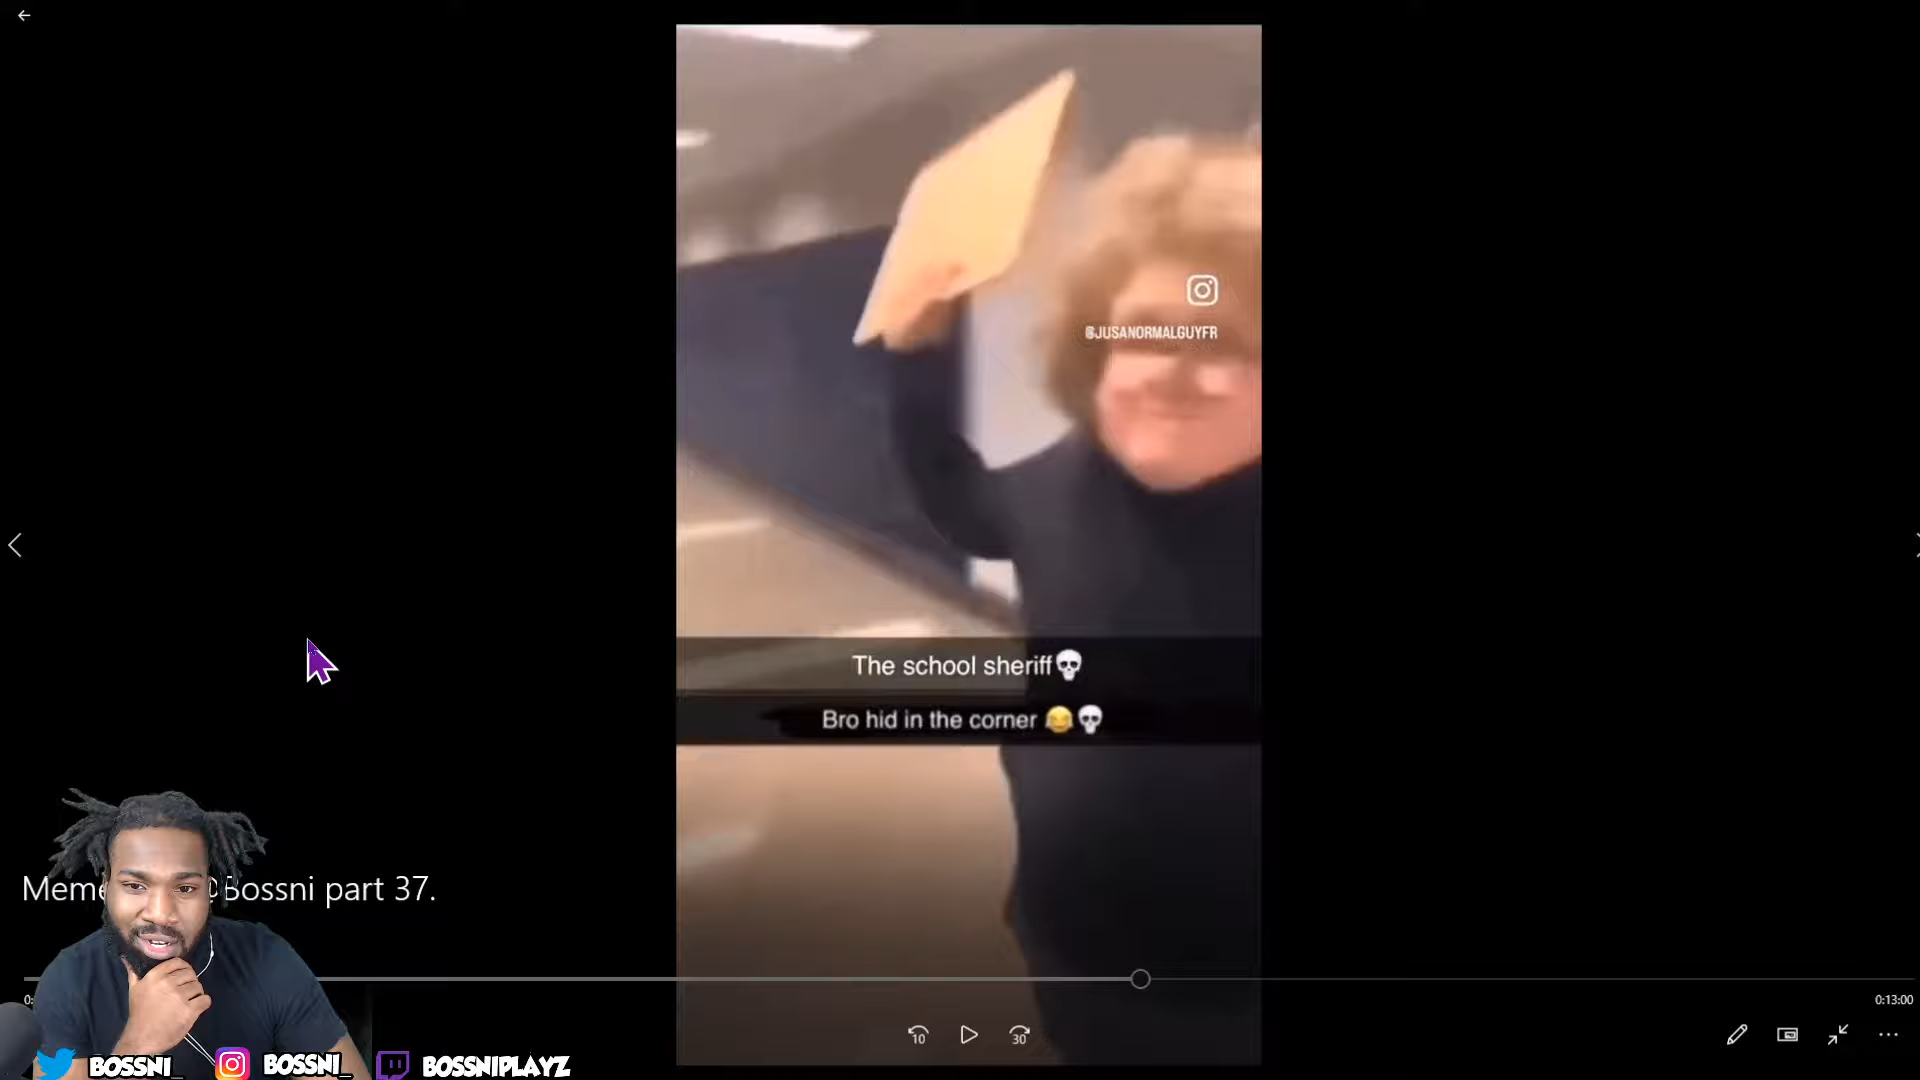 @JUSANORMALGUYFR
The school sheriff💀
Bro hid in the corner 😂💀
Bossni part 37.
0:13:00
10
30
BOSSNI_
BOSSNI_
BOSSNIPLAYZ